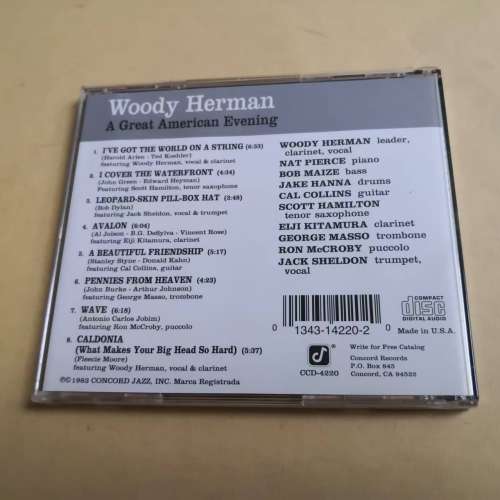 Woody Herman
A Great American Evening
1. I'VE GOT THE WORLD ON A STRING (6:53)
(Harold Arlen - Ted Koehler)
featuring Woody Herman, vocal & clarinet
2. I COVER THE WATERFRONT (4:34)
(John Green - Edward Heyman)
Featuring Scott Hamilton, tenor saxophone
3. LEOPARD-SKIN PILL-BOX HAT (3:48)
(Bob Dylan)
featuring Jack Sheldon, vocal & trumpet
4. AVALON (6:04)
(Al Jolson - B.G. DeSylva - Vincent Rose)
featuring Eiji Kitamura, clarinet
5. A BEAUTIFUL FRIENDSHIP (5:17)
(Stanley Styne - Donald Kahn)
featuring Cal Collins, guitar
6. PENNIES FROM HEAVEN (4:23)
(John Burke - Arthur Johnson)
featuring George Masso, trombone
7. WAVE (6:18)
(Antonio Carlos Jobim)
featuring Ron McCroby, puccolo
8. CALDONIA
(What Makes Your Big Head So Hard) (5:37)
(Fleecie Moore)
featuring Woody Herman, vocal & clarinet
℗©1983 CONCORD JAZZ, INC. Marca Registrada
WOODY HERMAN leader,
clarinet, vocal
NAT PIERCE piano
BOB MAIZE bass
JAKE HANNA drums
CAL COLLINS guitar
SCOTT HAMILTON
tenor saxophone
EIJI KITAMURA clarinet
GEORGE MASSO trombone
RON McCROBY puccolo
JACK SHELDON trumpet,
vocal
0 13431-4220-2 0
COMPACT
disc
DIGITAL AUDIO
Made in U.S.A.
CCD-4220
Write for Free Catalog
Concord Records
P.O. Box 845
Concord, CA 94522